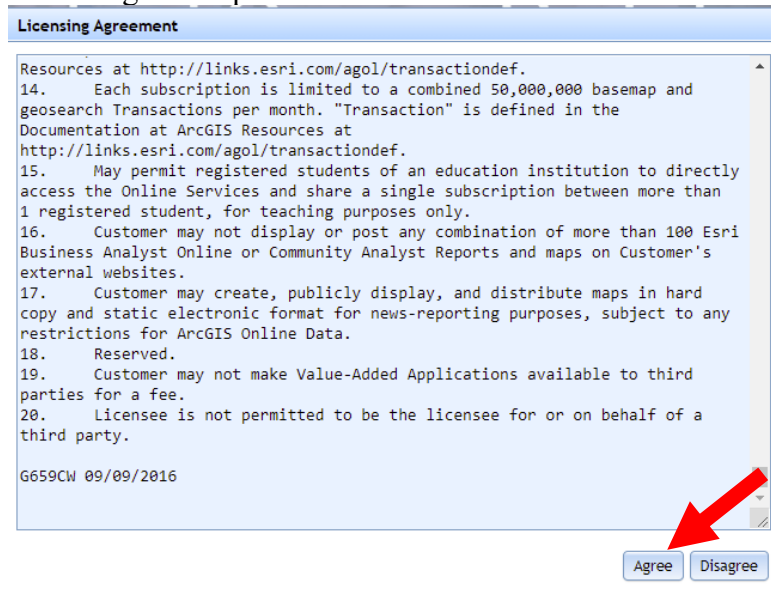 Licensing Agreement
Resources at http://links.esri.com/agol/transactiondef.
14. Each subscription is limited to a combined 50,000,000 basemap and
geosearch Transactions per month. "Transaction" is defined in the
Documentation at ArcGIS Resources at
http://links.esri.com/agol/transactiondef.
15. May permit registered students of an education institution to directly
access the Online Services and share a single subscription between more than
1 registered student, for teaching purposes only.
16. Customer may not display or post any combination of more than 100 Esri
Business Analyst Online or Community Analyst Reports and maps on Customer's
external websites.
17. Customer may create, publicly display, and distribute maps in hard
copy and static electronic format for news-reporting purposes, subject to any
restrictions for ArcGIS Online Data.
18. Reserved.
19. Customer may not make Value-Added Applications available to third
parties for a fee.
20. Licensee is not permitted to be the licensee for or on behalf of a
third party.
G659CW 09/09/2016
Agree Disagree